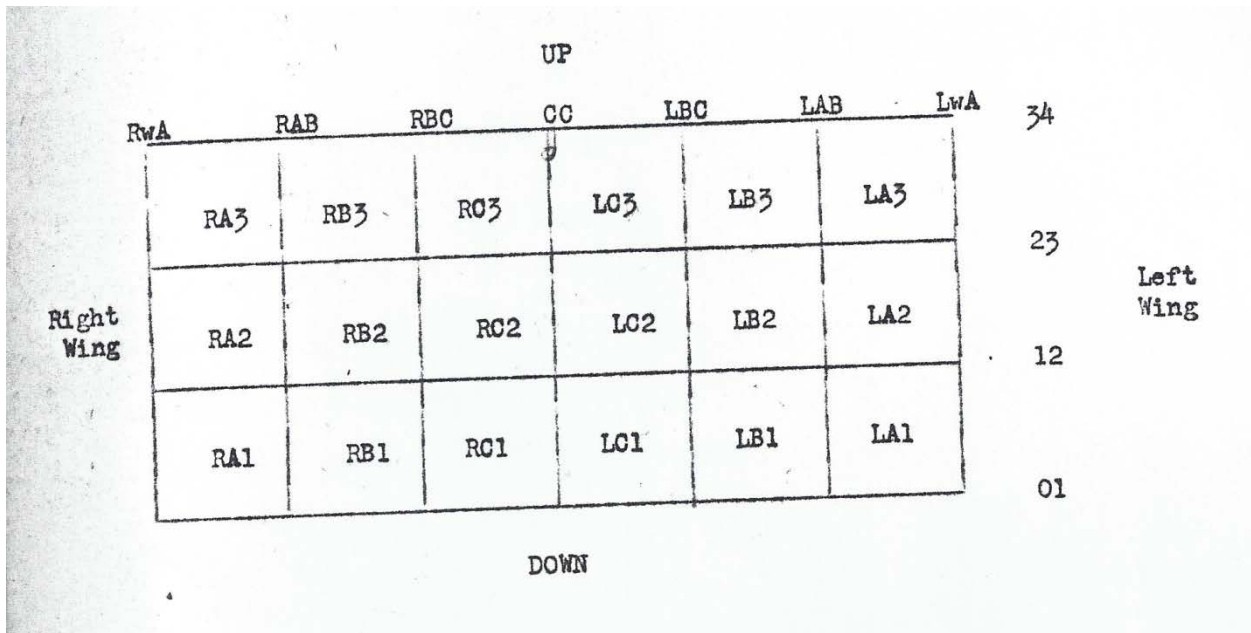 UP
RwA RAB RBC CC LBC LAB LwA 34
RA3 RB3 RC3 LC3 LB3 LA3
23
Right Wing
Left Wing
RA2 RB2 RC2 LC2 LB2 LA2
12
RA1 RB1 RC1 LC1 LB1 LA1
01
DOWN